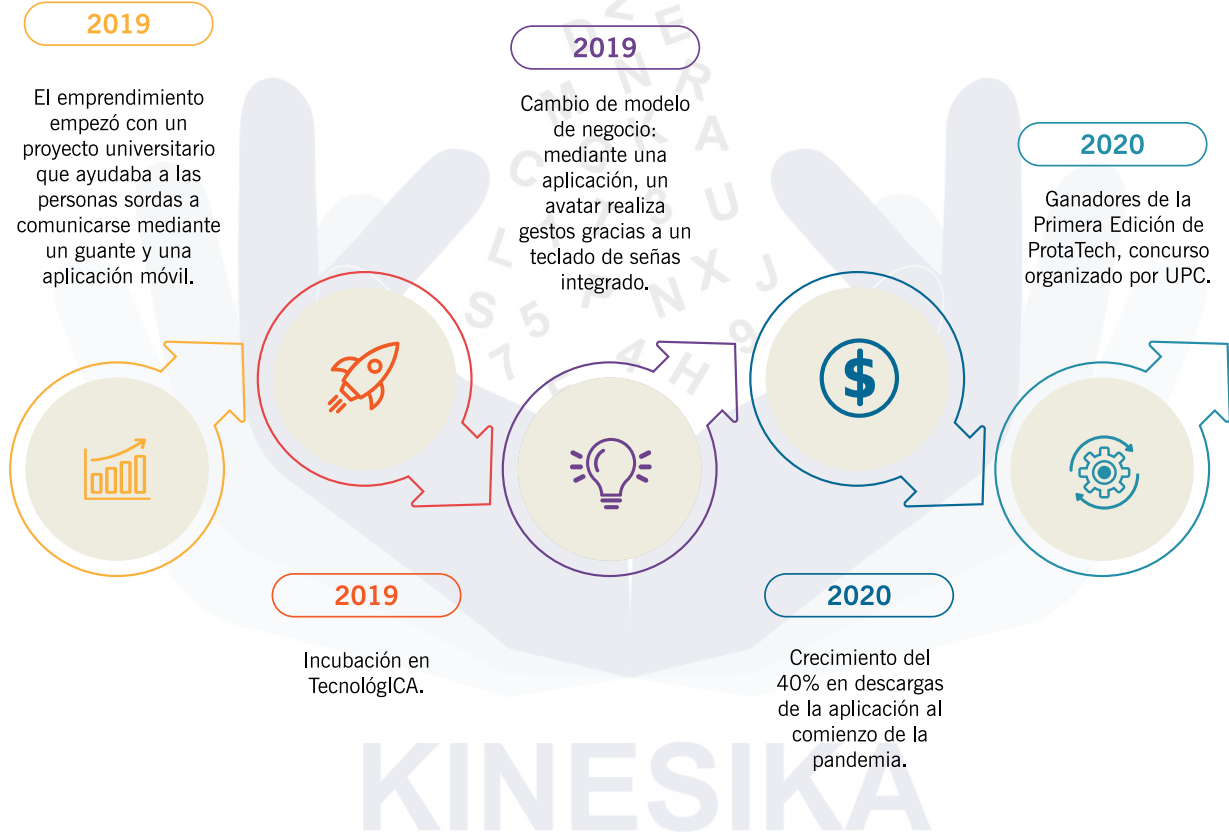 2019
El emprendimiento
empezó con un
proyecto universitario
que ayudaba a las
personas sordas a
comunicarse mediante
un guante y una
aplicación móvil.
2019
Incubación en
TecnológICA.
2019
Cambio de modelo
de negocio:
mediante una
aplicación, un
avatar realiza
gestos gracias a un
teclado de señas
integrado.
2020
Crecimiento del
40% en descargas
de la aplicación al
comienzo de la
pandemia.
2020
Ganadores de la
Primera Edición de
ProtaTech, concurso
organizado por UPC.
KINESIKA